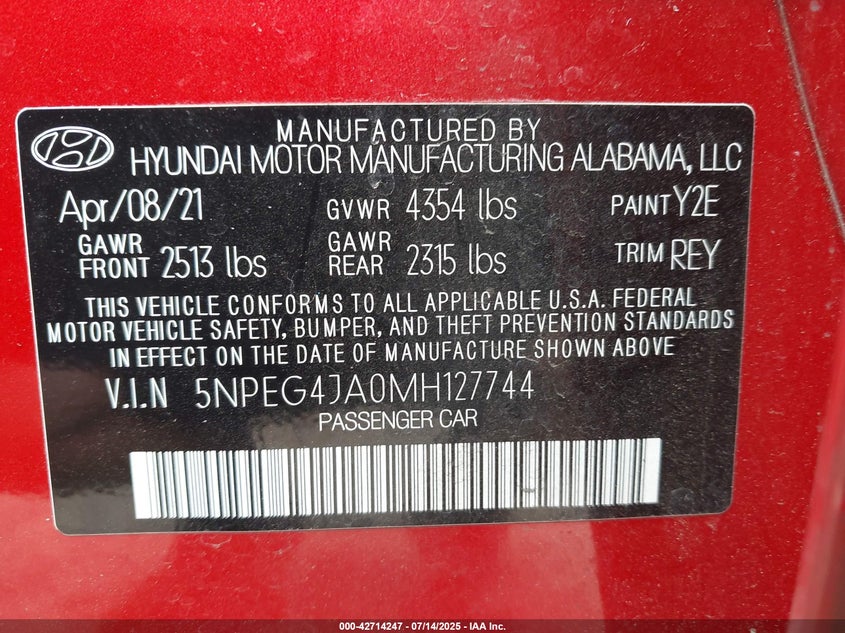 MANUFACTURED BY
HYUNDAI MOTOR MANUFACTURING ALABAMA, LLC
Apr/08/21 GVWR 4354 lbs PAINT Y2E
GAWR FRONT 2513 lbs GAWR REAR 2315 lbs TRIM REY
THIS VEHICLE CONFORMS TO ALL APPLICABLE U.S.A. FEDERAL
MOTOR VEHICLE SAFETY, BUMPER, AND THEFT PREVENTION STANDARDS
IN EFFECT ON THE DATE OF MANUFACTURE SHOWN ABOVE.
V.I.N 5NPEG4JA0MH127744
PASSENGER CAR
000-42714247 - 07/14/2025 - IAA Inc.